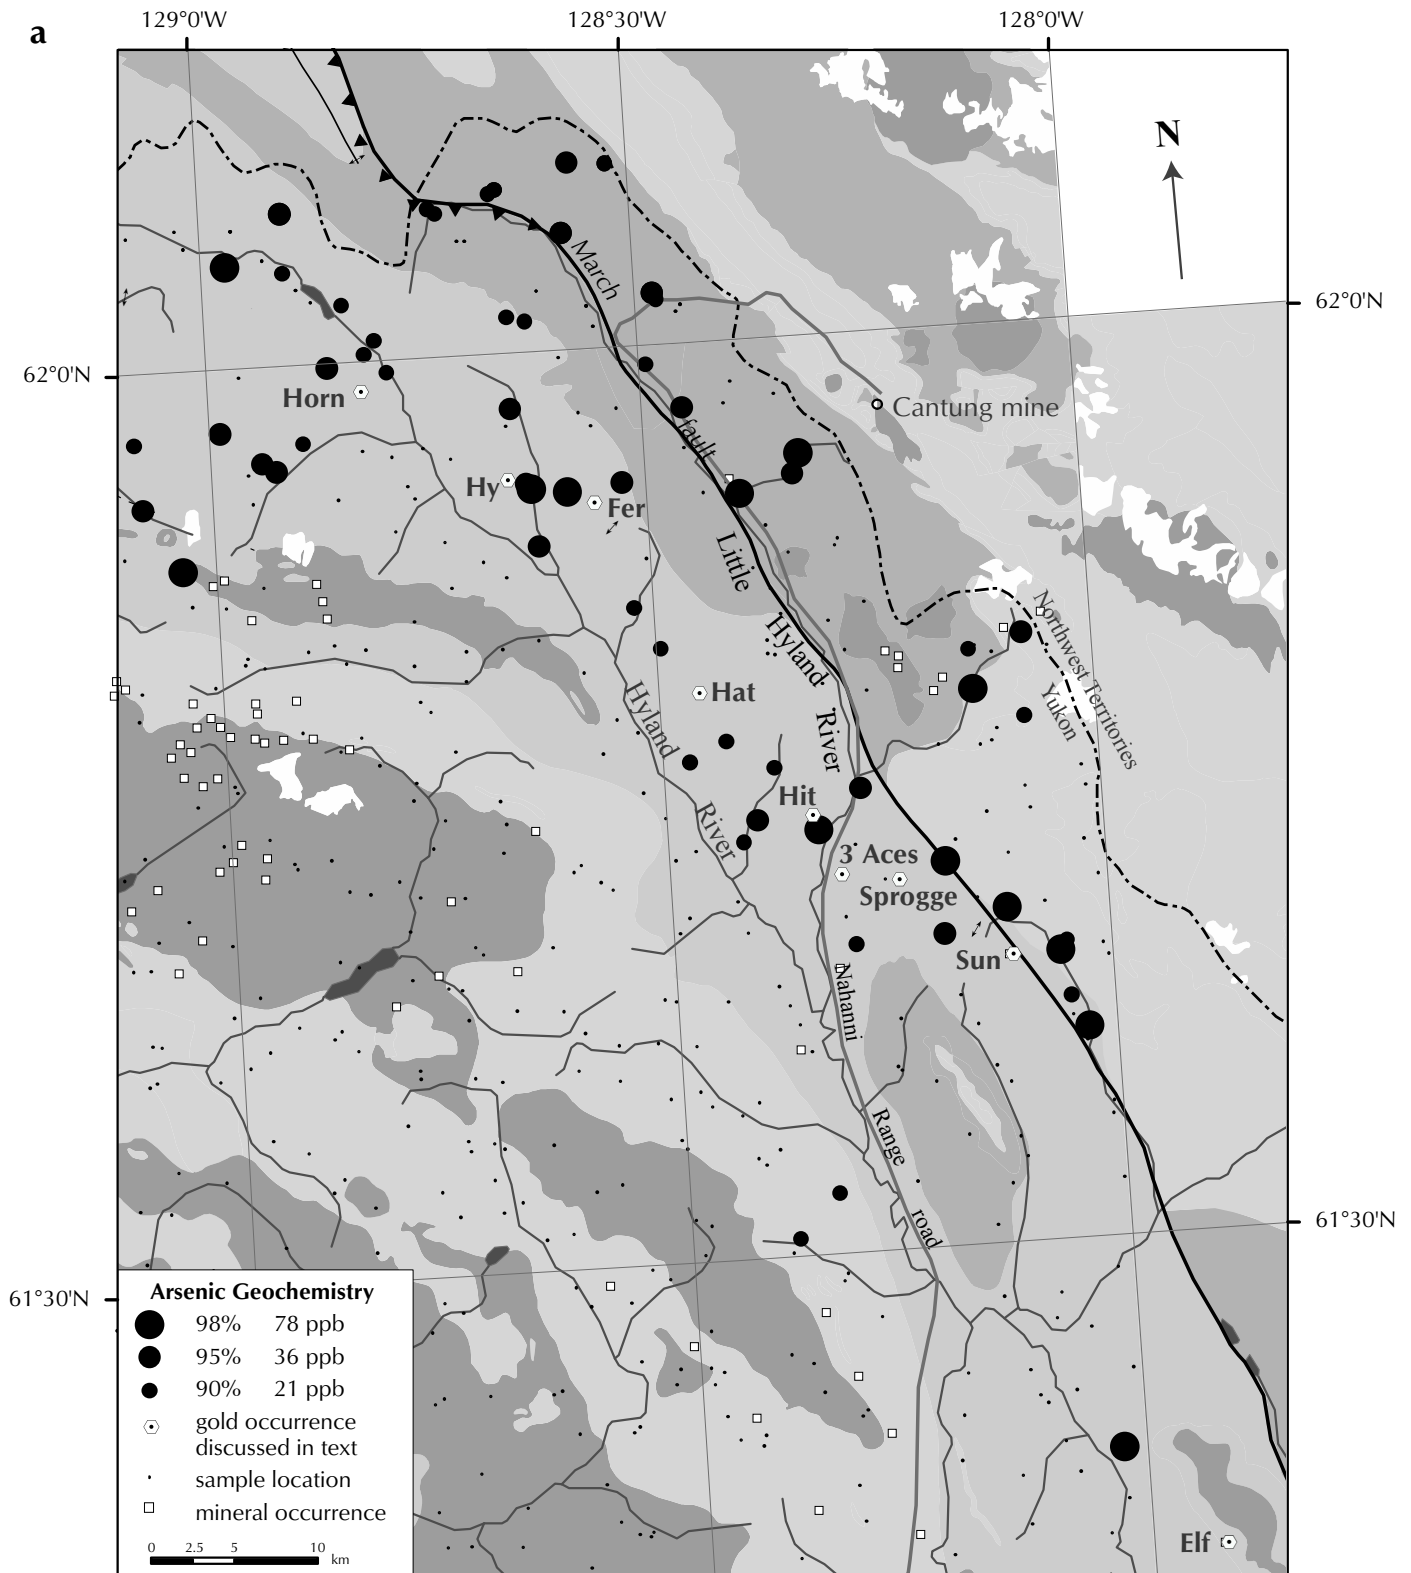 a
129°0'W
128°30'W
128°0'W
N
62°0'N
62°0'N
March
fault
Cantung mine
Horn
Hy
Fer
Little
Hyland
River
Northwest Territories
Yukon
Hat
Hyland
River
Hit
3 Aces
Sprogge
Sun
Nahanni
Range
road
61°30'N
61°30'N
Elf
Arsenic Geochemistry
98% 78 ppb
95% 36 ppb
90% 21 ppb
gold occurrence
discussed in text
sample location
mineral occurrence
0 2.5 5 10
km